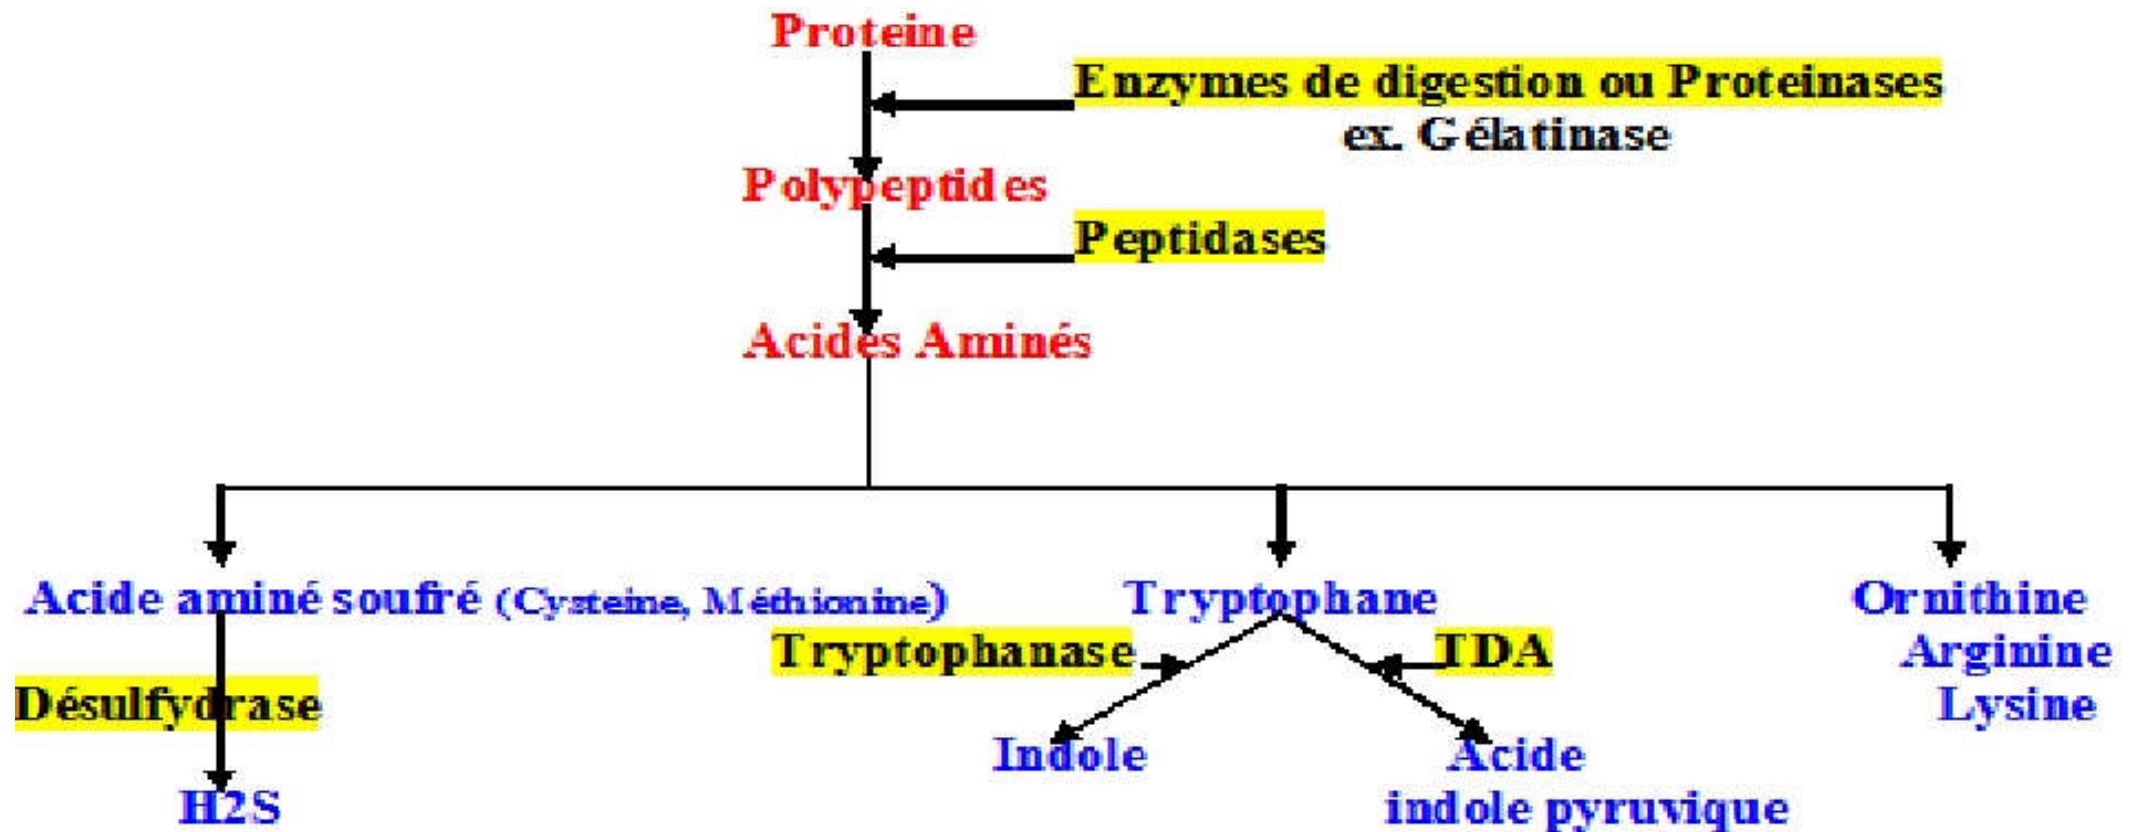 Proteine
Enzymes de digestion ou Proteinases
ex. Gélatinase
Polypeptides
Peptidases
Acides Aminés
Acide aminé soufré (Cysteine, Méthionine)
Tryptophane
Ornithine
Tryptophanase
TDA
Arginine
Désulfydrase
Lysine
Indole
Acide
H2S
indole pyruvique